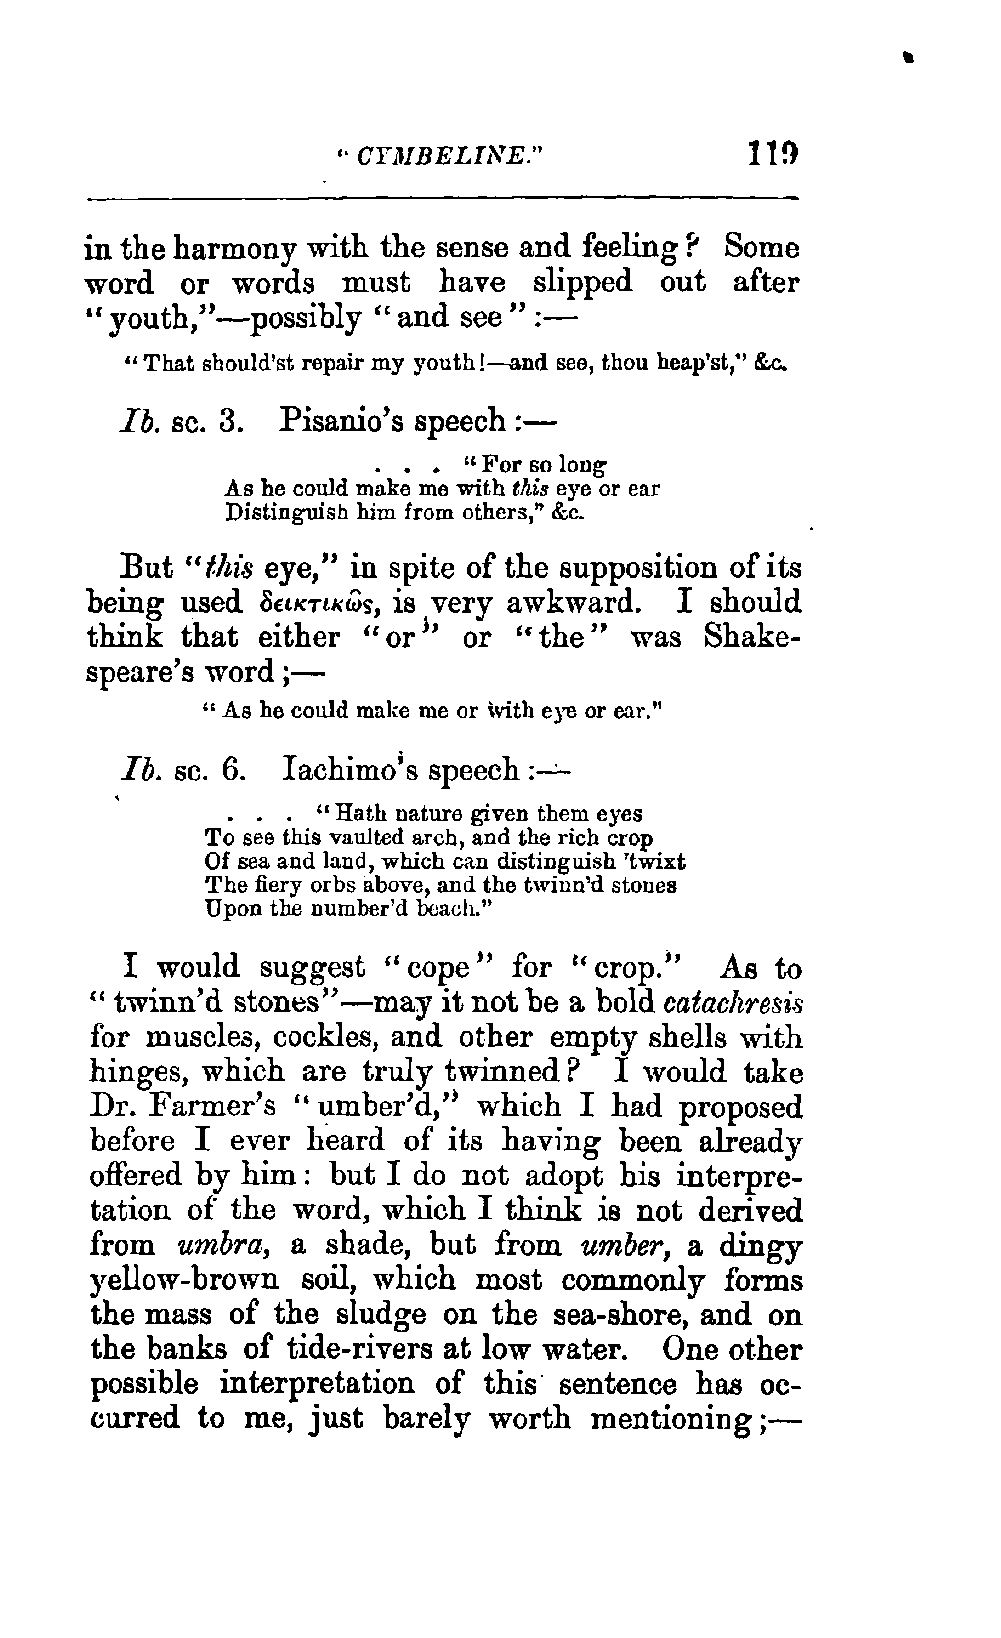 " CYMBELINE." 119
in the harmony with the sense and feeling? Some
word or words must have slipped out after
"youth,"—possibly "and see" :—
"That should'st repair my youth!—and see, thou heap'st," &c.
Ib. sc. 3. Pisanio's speech :—
. . . "For so long
As he could make me with this eye or ear
Distinguish him from others," &c.
But "this eye," in spite of the supposition of its
being used δεικτικῶς, is very awkward. I should
think that either "or" or "the" was Shake-
speare's word ;—
"As he could make me or with eye or ear."
Ib. sc. 6. Iachimo's speech :—
. . . "Hath nature given them eyes
To see this vaulted arch, and the rich crop
Of sea and land, which can distinguish 'twixt
The fiery orbs above, and the twinn'd stones
Upon the number'd beach."
I would suggest "cope" for "crop." As to
"twinn'd stones"—may it not be a bold catachresis
for muscles, cockles, and other empty shells with
hinges, which are truly twinned? I would take
Dr. Farmer's "umber'd," which I had proposed
before I ever heard of its having been already
offered by him: but I do not adopt his interpre-
tation of the word, which I think is not derived
from umbra, a shade, but from umber, a dingy
yellow-brown soil, which most commonly forms
the mass of the sludge on the sea-shore, and on
the banks of tide-rivers at low water. One other
possible interpretation of this sentence has oc-
curred to me, just barely worth mentioning ;—